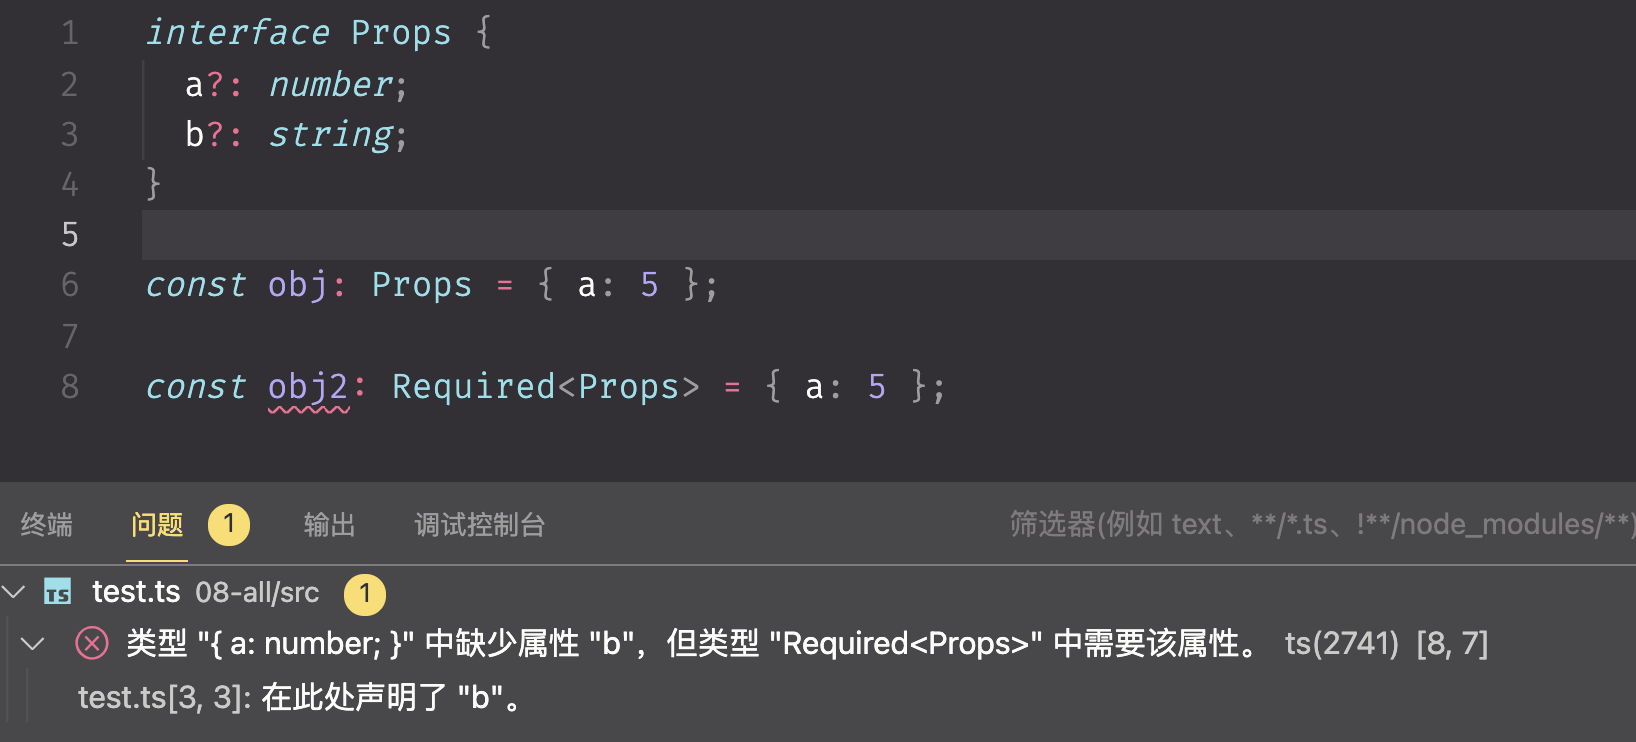 1 interface Props {
2 a?: number;
3 b?: string;
4 }
5
6 const obj: Props = { a: 5 };
7
8 const obj2: Required<Props> = { a: 5 };
终端 问题 1 输出 调试控制台 筛选器(例如 text、**/*.ts、!**/node_modules/**)
TS test.ts 08-all/src 1
类型 "{ a: number; }" 中缺少属性 "b"，但类型 "Required<Props>" 中需要该属性。 ts(2741) [8, 7]
test.ts[3, 3]: 在此处声明了 "b"。